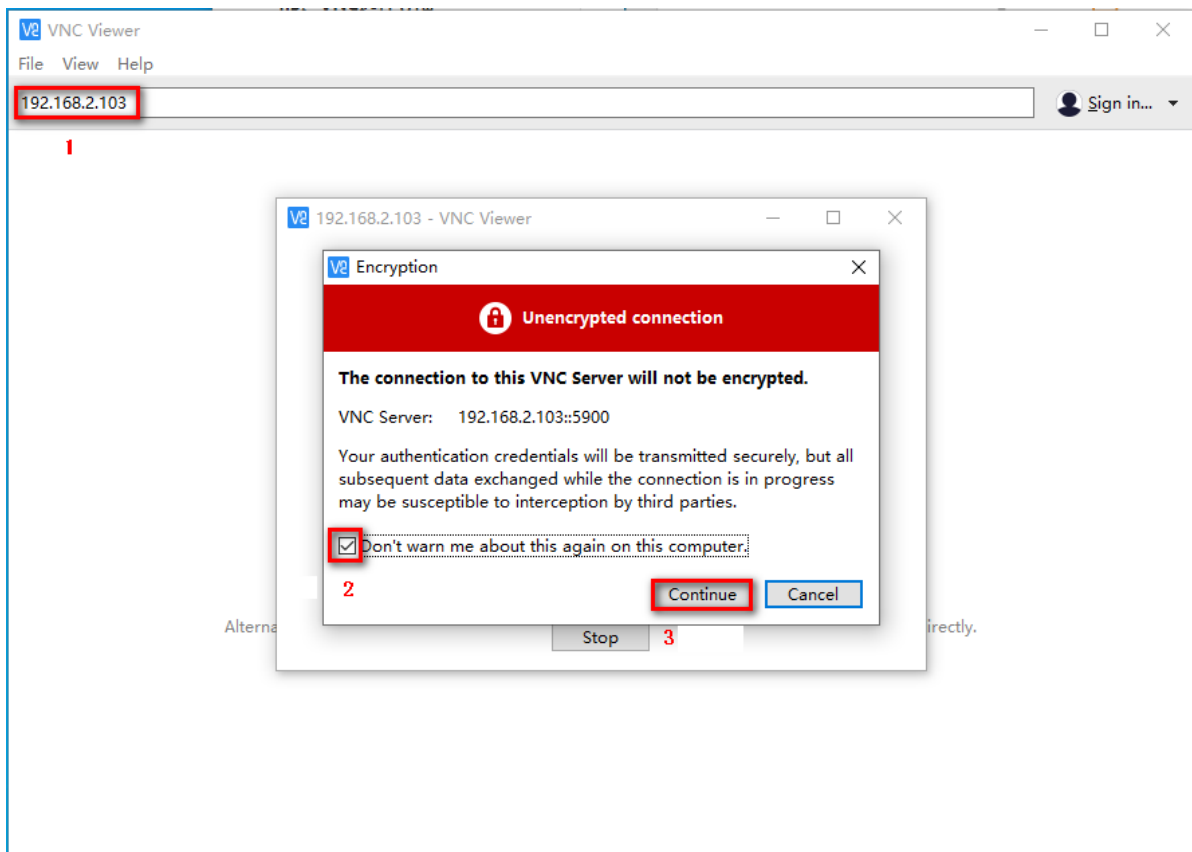 VNC Viewer
File View Help
192.168.2.103
Sign in...
1
192.168.2.103 - VNC Viewer
Encryption
Unencrypted connection
The connection to this VNC Server will not be encrypted.
VNC Server: 192.168.2.103::5900
Your authentication credentials will be transmitted securely, but all
subsequent data exchanged while the connection is in progress
may be susceptible to interception by third parties.
Don't warn me about this again on this computer.
2
Continue Cancel
Alterna irectly.
Stop 3